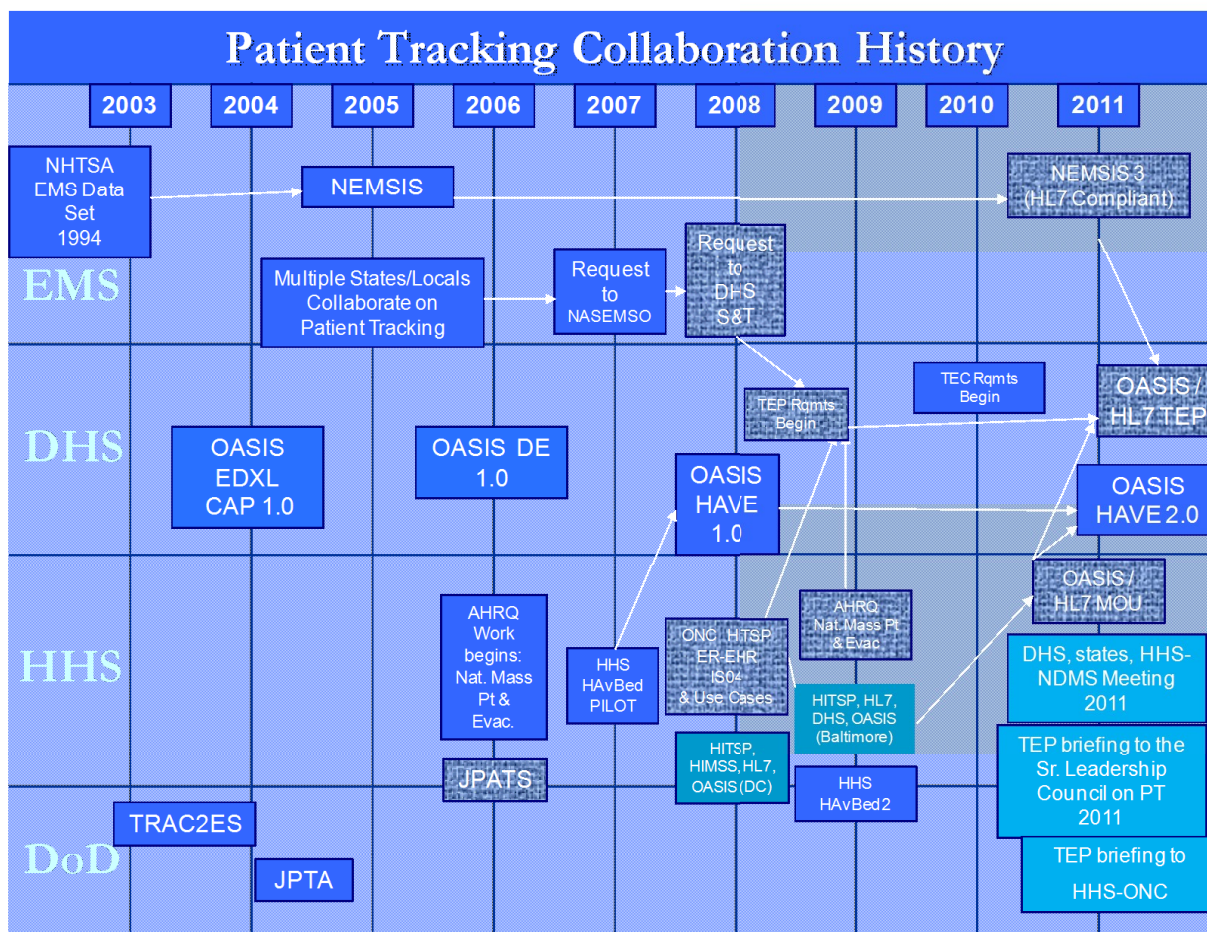 Patient Tracking Collaboration History
2003
2004
2005
2006
2007
2008
2009
2010
2011
EMS
NHTSA
EMS Data
Set
1994
NEMSIS
NEMSIS 3
(HL7 Compliant)
Multiple States/Locals
Collaborate on
Patient Tracking
Request
to
NASEMSO
Request
to
DHS
S&T
DHS
OASIS
EDXL
CAP 1.0
OASIS DE
1.0
OASIS
HAVE
1.0
TEP Rqmts
Begin
TEC Rqmts
Begin
OASIS /
HL7 TEP
OASIS
HAVE 2.0
HHS
AHRQ
Work
begins:
Nat. Mass
Pt &
Evac.
JPATS
HHS
HAvBed
PILOT
ONC HITSP
ER-EHR
IS04
& Use Cases
HITSP,
HIMSS, HL7,
OASIS (DC)
AHRQ
Nat. Mass Pt
& Evac
HITSP, HL7,
DHS, OASIS
(Baltimore)
HHS
HAvBed 2
OASIS /
HL7 MOU
DHS, states, HHS-
NDMS Meeting
2011
TEP briefing to the
Sr. Leadership
Council on PT
2011
DoD
TRAC2ES
JPTA
TEP briefing to
HHS-ONC